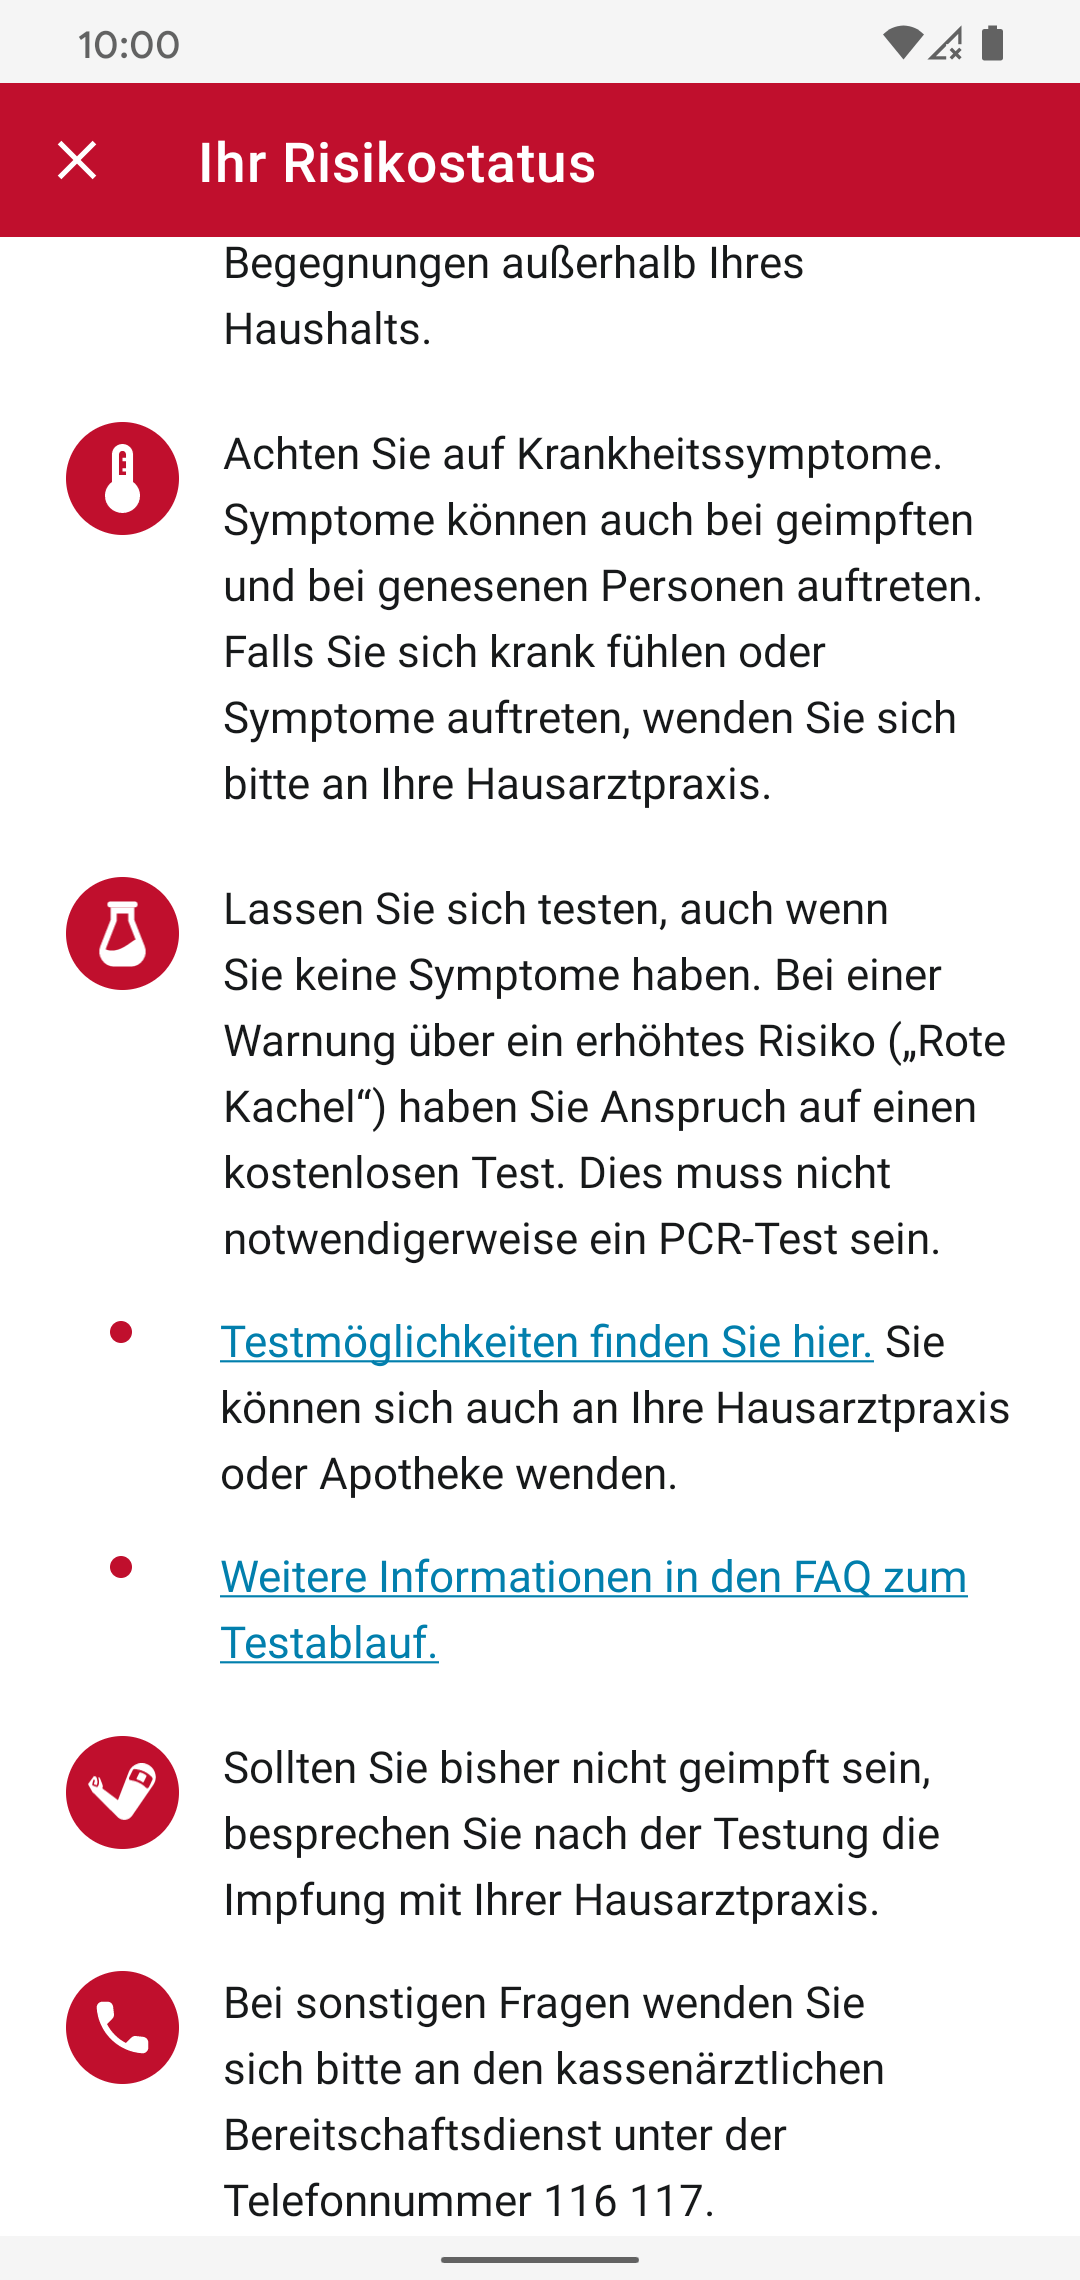 10:00
Ihr Risikostatus
Begegnungen außerhalb Ihres
Haushalts.
Achten Sie auf Krankheitssymptome.
Symptome können auch bei geimpften
und bei genesenen Personen auftreten.
Falls Sie sich krank fühlen oder
Symptome auftreten, wenden Sie sich
bitte an Ihre Hausarztpraxis.
Lassen Sie sich testen, auch wenn
Sie keine Symptome haben. Bei einer
Warnung über ein erhöhtes Risiko („Rote
Kachel“) haben Sie Anspruch auf einen
kostenlosen Test. Dies muss nicht
notwendigerweise ein PCR-Test sein.
Testmöglichkeiten finden Sie hier. Sie
können sich auch an Ihre Hausarztpraxis
oder Apotheke wenden.
Weitere Informationen in den FAQ zum
Testablauf.
Sollten Sie bisher nicht geimpft sein,
besprechen Sie nach der Testung die
Impfung mit Ihrer Hausarztpraxis.
Bei sonstigen Fragen wenden Sie
sich bitte an den kassenärztlichen
Bereitschaftsdienst unter der
Telefonnummer 116 117.